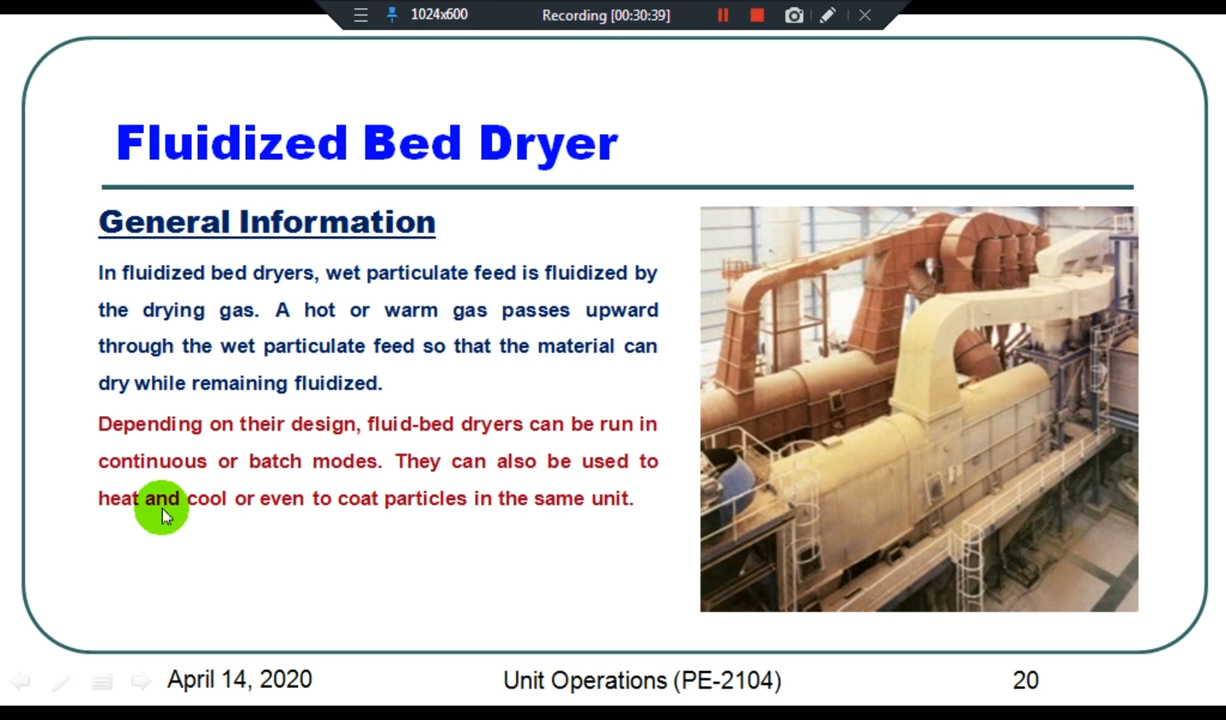 1024x600
Recording [00:30:39]
Fluidized Bed Dryer
General Information
In fluidized bed dryers, wet particulate feed is fluidized by
the drying gas. A hot or warm gas passes upward
through the wet particulate feed so that the material can
dry while remaining fluidized.
Depending on their design, fluid-bed dryers can be run in
continuous or batch modes. They can also be used to
heat and cool or even to coat particles in the same unit.
April 14, 2020
Unit Operations (PE-2104)
20